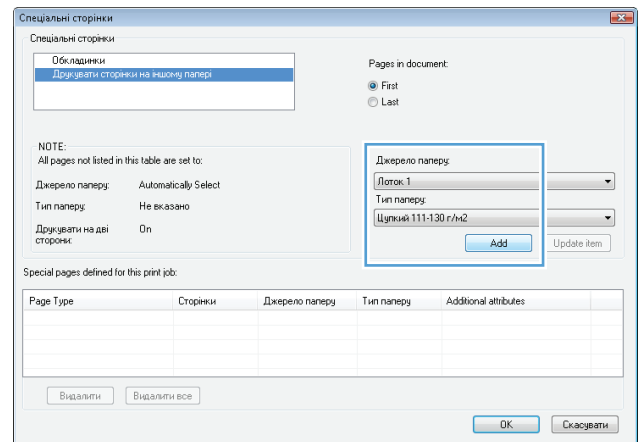 Спеціальні сторінки
Спеціальні сторінки
Обкладинки
Друкувати сторінки на іншому папері
Pages in document:
First
Last
NOTE:
All pages not listed in this table are set to:
Джерело паперу: Automatically Select
Тип паперу: Не вказано
Друкувати на дві сторони: On
Джерело паперу:
Лоток 1
Тип паперу:
Цупкий 111-130 г/м2
Add Update item
Special pages defined for this print job:
Page Type Сторінки Джерело паперу Тип паперу Additional attributes
Видалити Видалити все
OK Скасувати